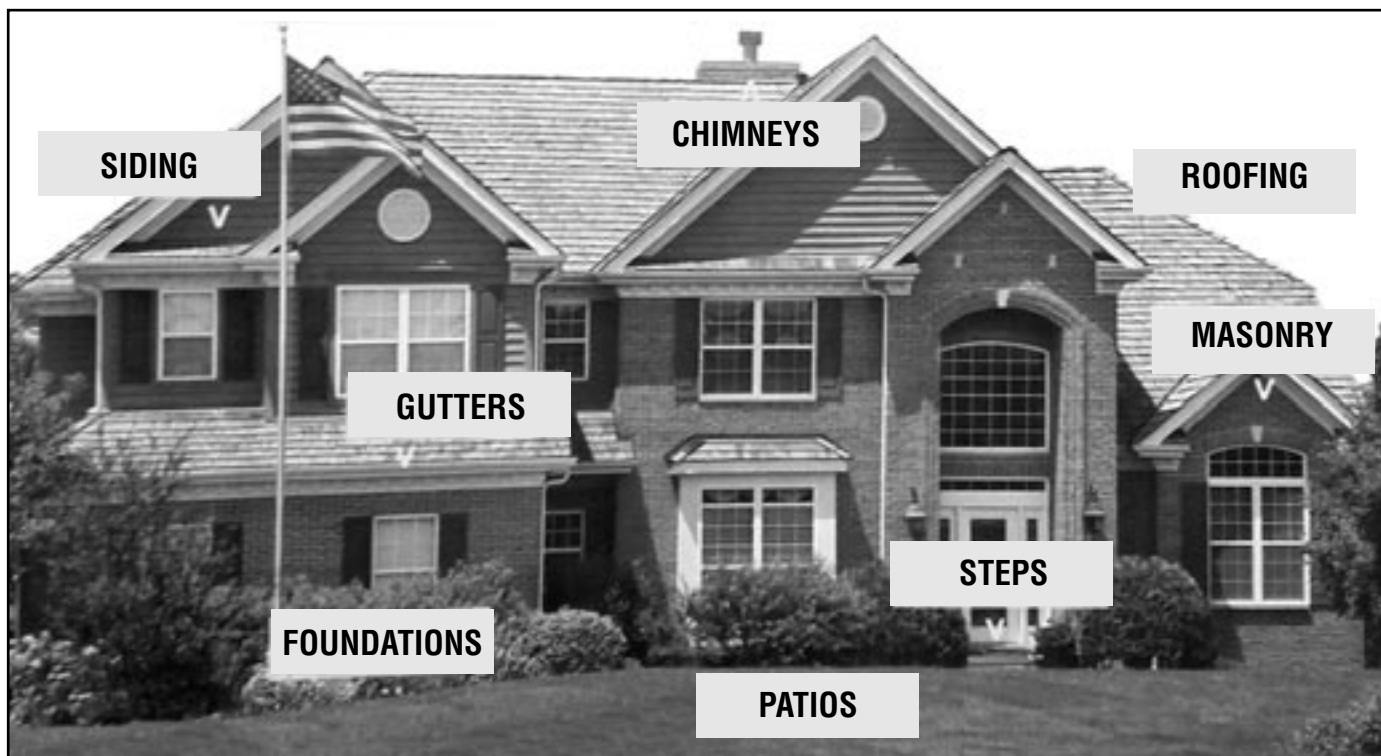 CHIMNEYS
SIDING
ROOFING
MASONRY
GUTTERS
STEPS
FOUNDATIONS
PATIOS